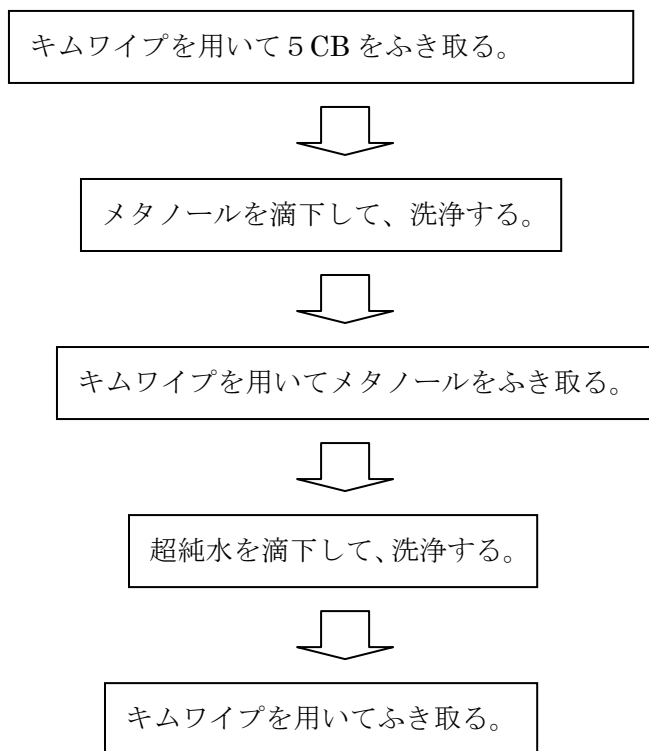 キムワイプを用いて５CBをふき取る。
メタノールを滴下して、洗浄する。
キムワイプを用いてメタノールをふき取る。
超純水を滴下して、洗浄する。
キムワイプを用いてふき取る。